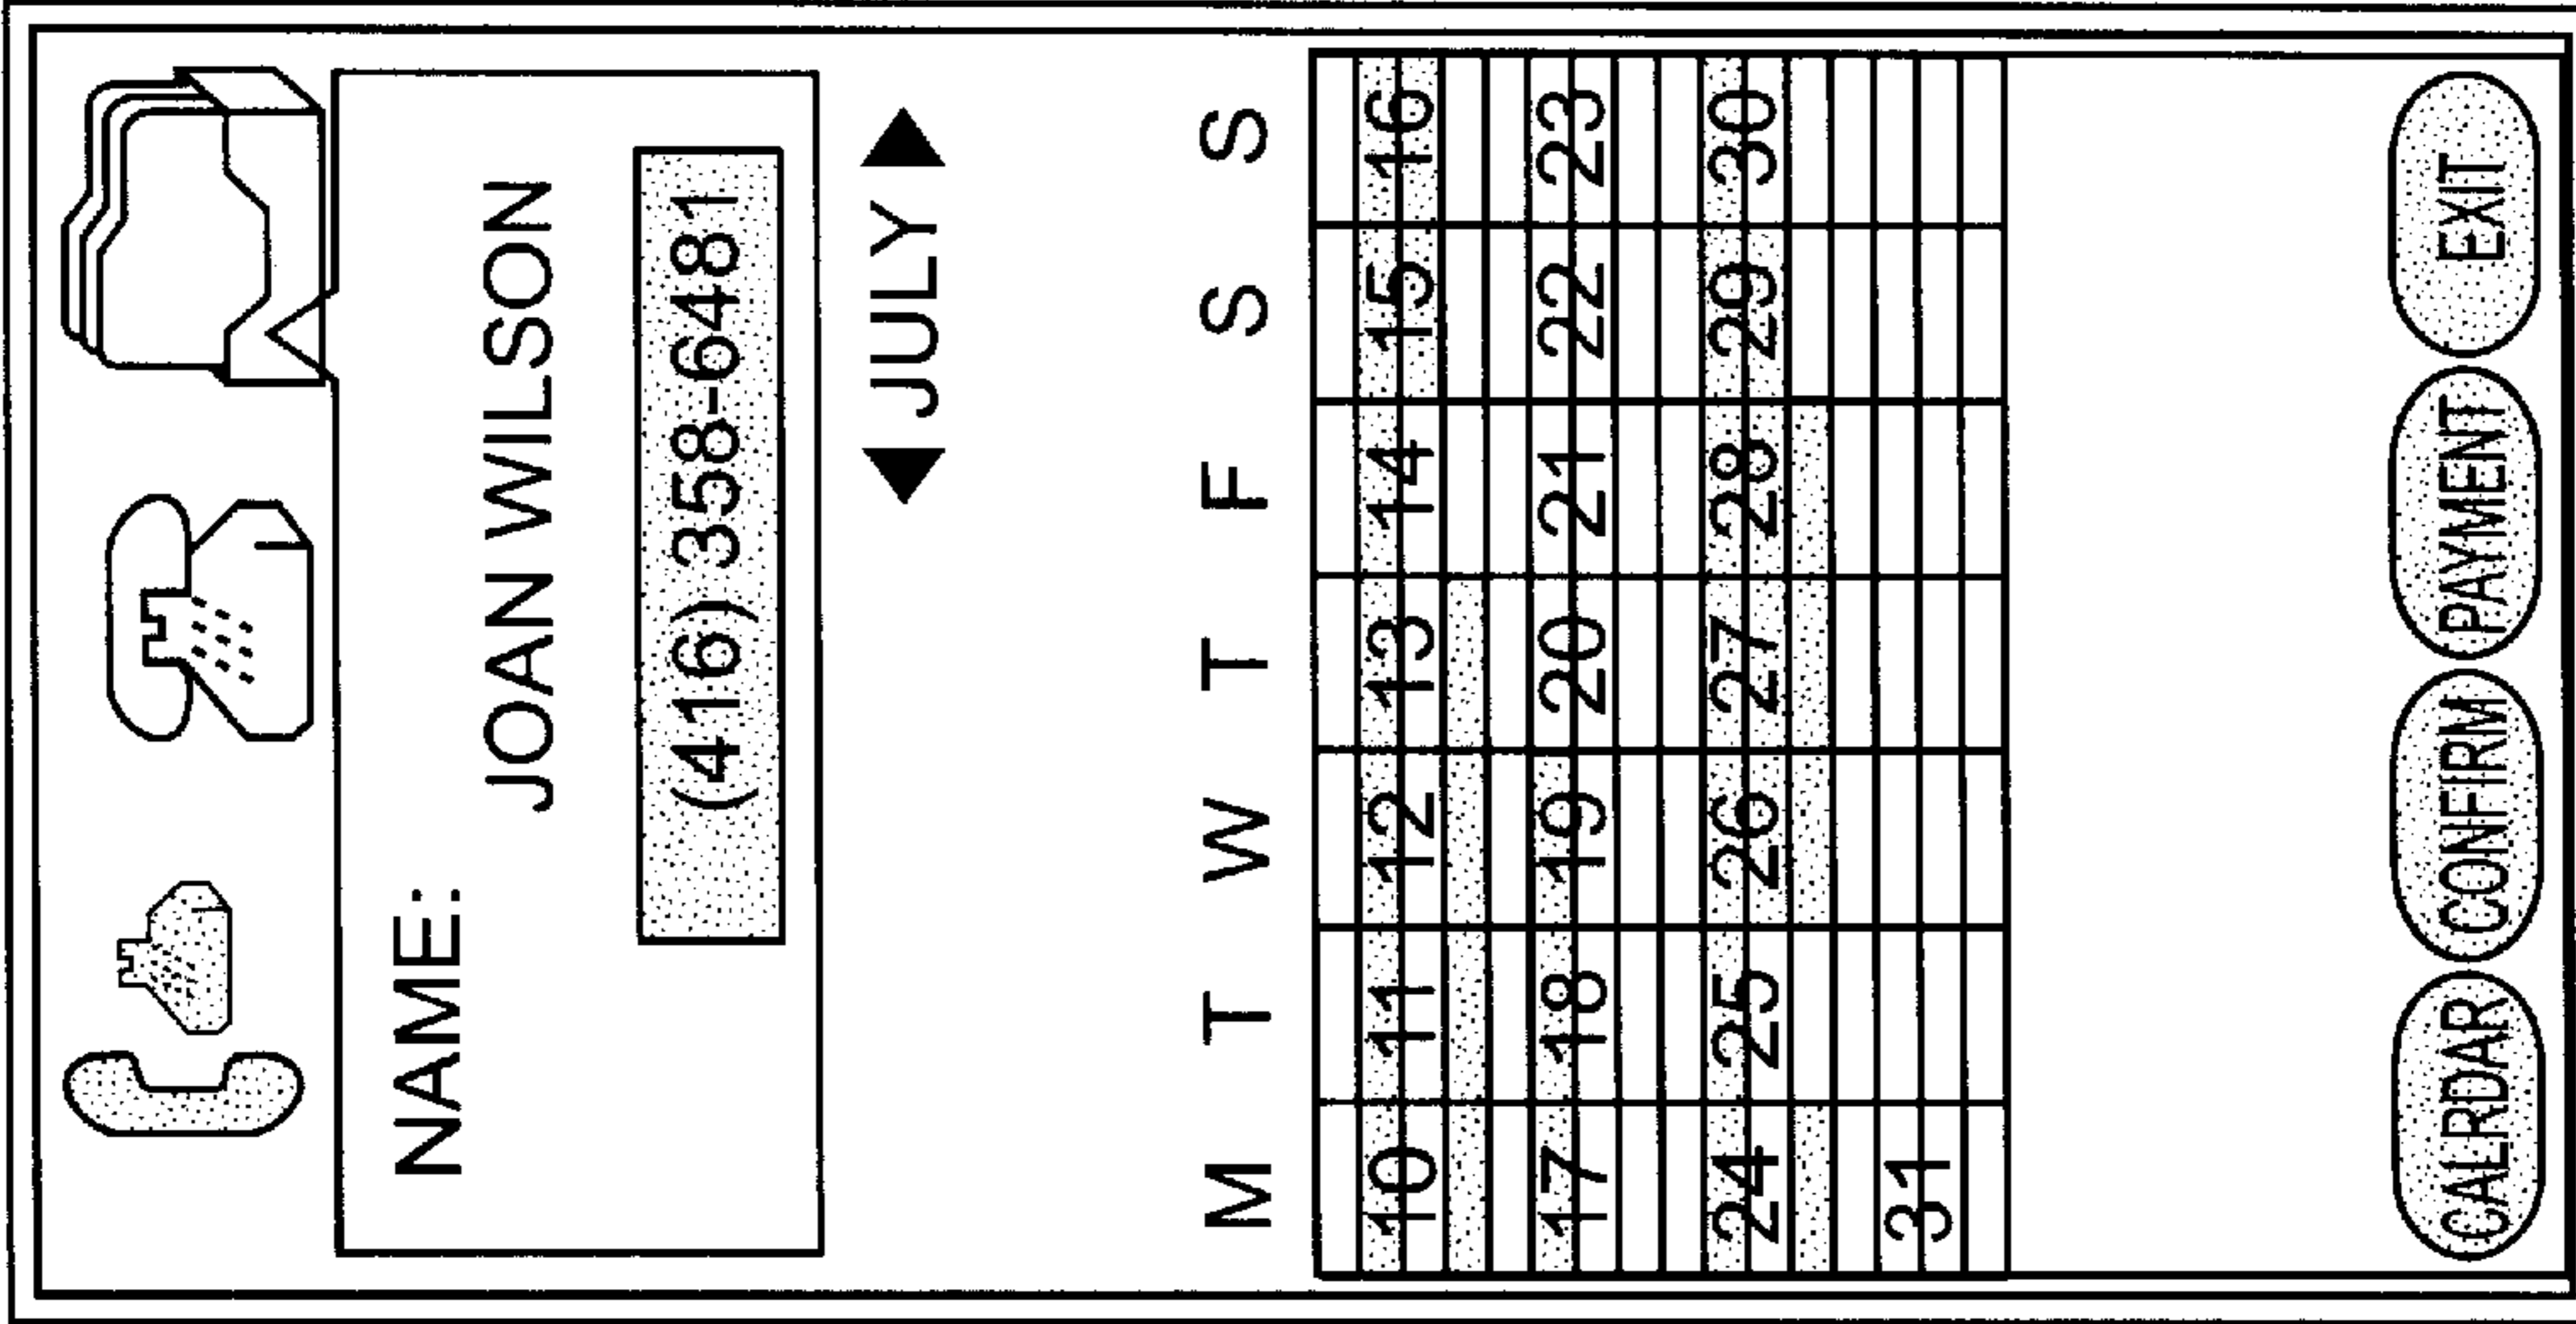 NAME:
JOAN WILSON
(416) 358-6481
JULY
M T W T F S S
10 11 12 13 14 15 16
17 18 19 20 21 22 23
24 25 26 27 28 29 30
31
CALRDAR CONFIRM PAYMENT EXIT